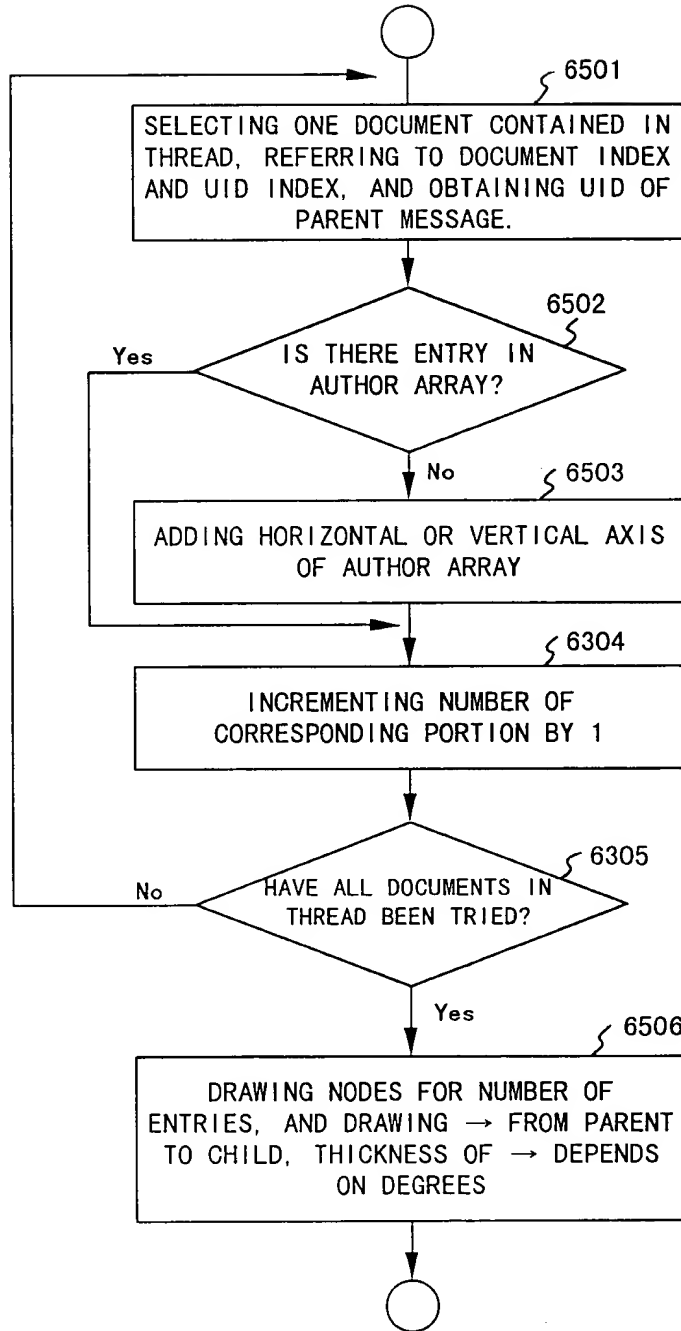 6501
SELECTING ONE DOCUMENT CONTAINED IN
THREAD, REFERRING TO DOCUMENT INDEX
AND UID INDEX, AND OBTAINING UID OF
PARENT MESSAGE.
6502
Yes
IS THERE ENTRY IN
AUTHOR ARRAY?
No
6503
ADDING HORIZONTAL OR VERTICAL AXIS
OF AUTHOR ARRAY
6304
INCREMENTING NUMBER OF
CORRESPONDING PORTION BY 1
6305
No
HAVE ALL DOCUMENTS IN
THREAD BEEN TRIED?
Yes
6506
DRAWING NODES FOR NUMBER OF
ENTRIES, AND DRAWING → FROM PARENT
TO CHILD, THICKNESS OF → DEPENDS
ON DEGREES